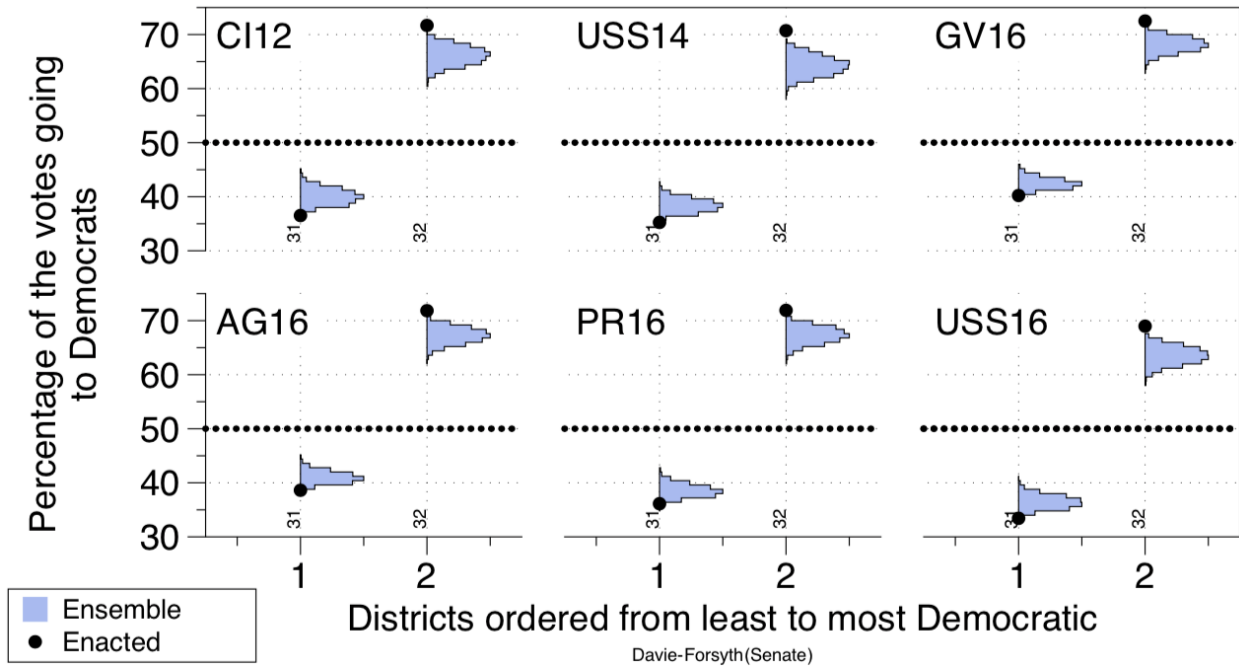 Percentage of the votes going
to Democrats
CI12
USS14
GV16
70
60
50
40
30
31
32
31
32
31
32
AG16
PR16
USS16
70
60
50
40
30
31
32
31
32
31
32
1
2
1
2
1
2
Districts ordered from least to most Democratic
Davie-Forsyth(Senate)
Ensemble
Enacted